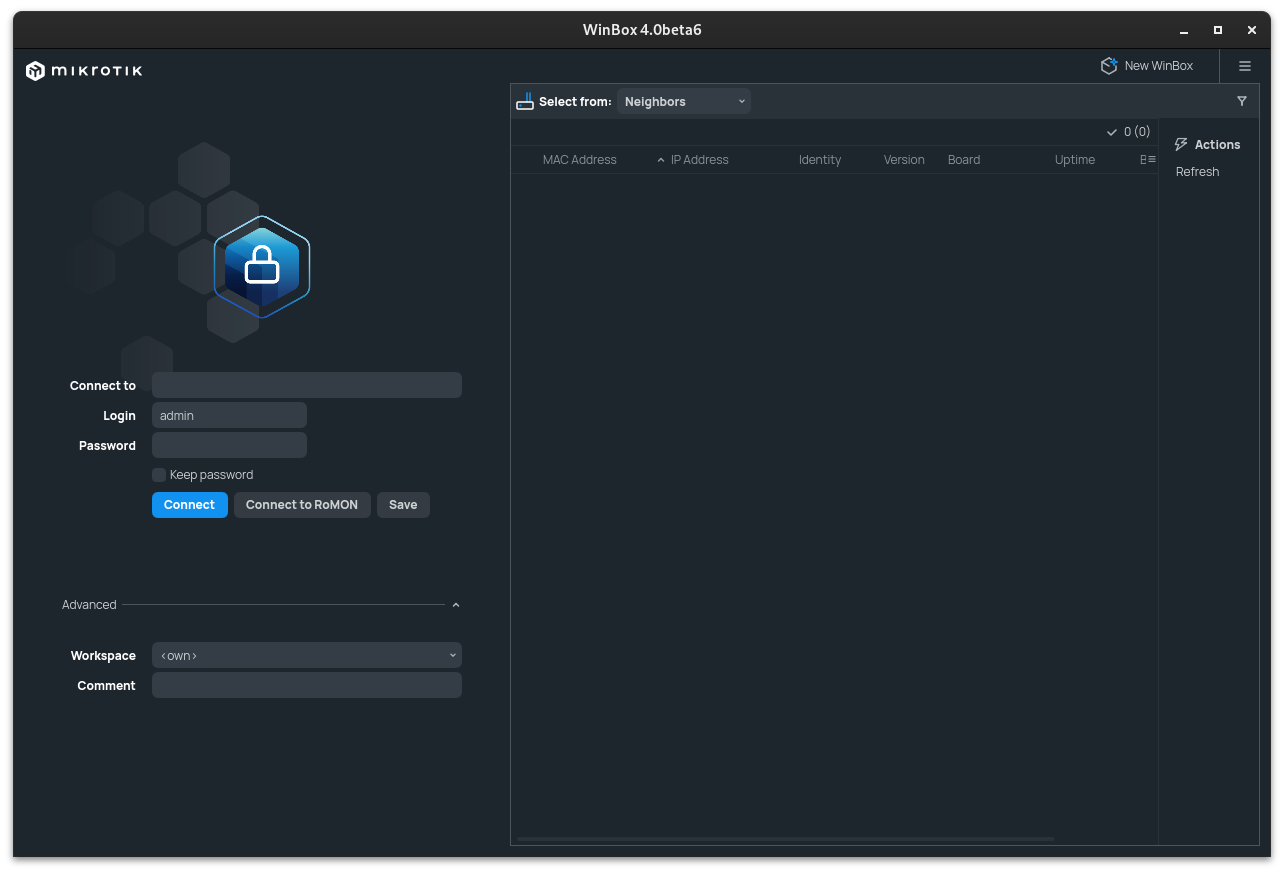 WinBox 4.0beta6
mikrotik
New WinBox
Select from: Neighbors
0 (0)
MAC Address IP Address Identity Version Board Uptime B
Actions
Refresh
Connect to
Login admin
Password
Keep password
Connect Connect to RoMON Save
Advanced
Workspace <own>
Comment